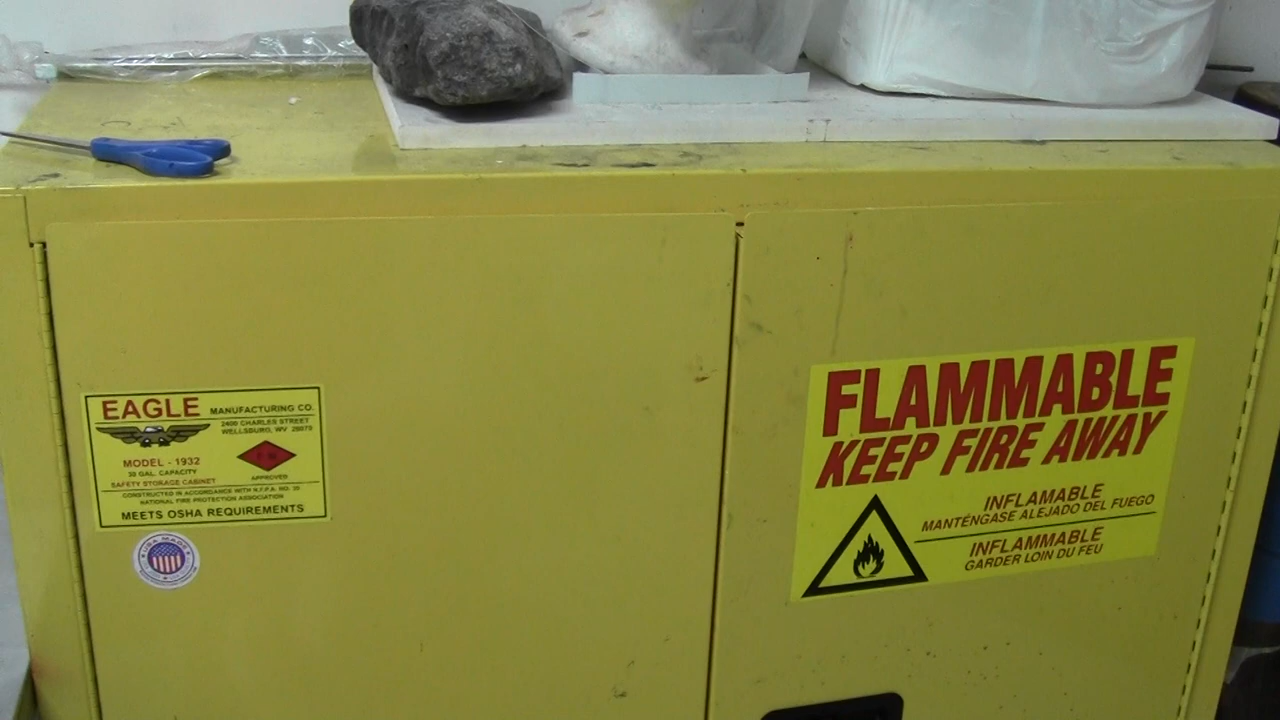 EAGLE MANUFACTURING CO.
2400 CHARLES STREET
WELLSBURG, WV 26070
MODEL - 1932
30 GAL. CAPACITY
SAFETY STORAGE CABINET
FM
APPROVED
CONSTRUCTED IN ACCORDANCE WITH N.F.P.A. NO. 30
NATIONAL FIRE PROTECTION ASSOCIATION
MEETS OSHA REQUIREMENTS
USA MADE
FLAMMABLE
KEEP FIRE AWAY
INFLAMABLE
MANTÉNGASE ALEJADO DEL FUEGO
INFLAMMABLE
GARDER LOIN DU FEU